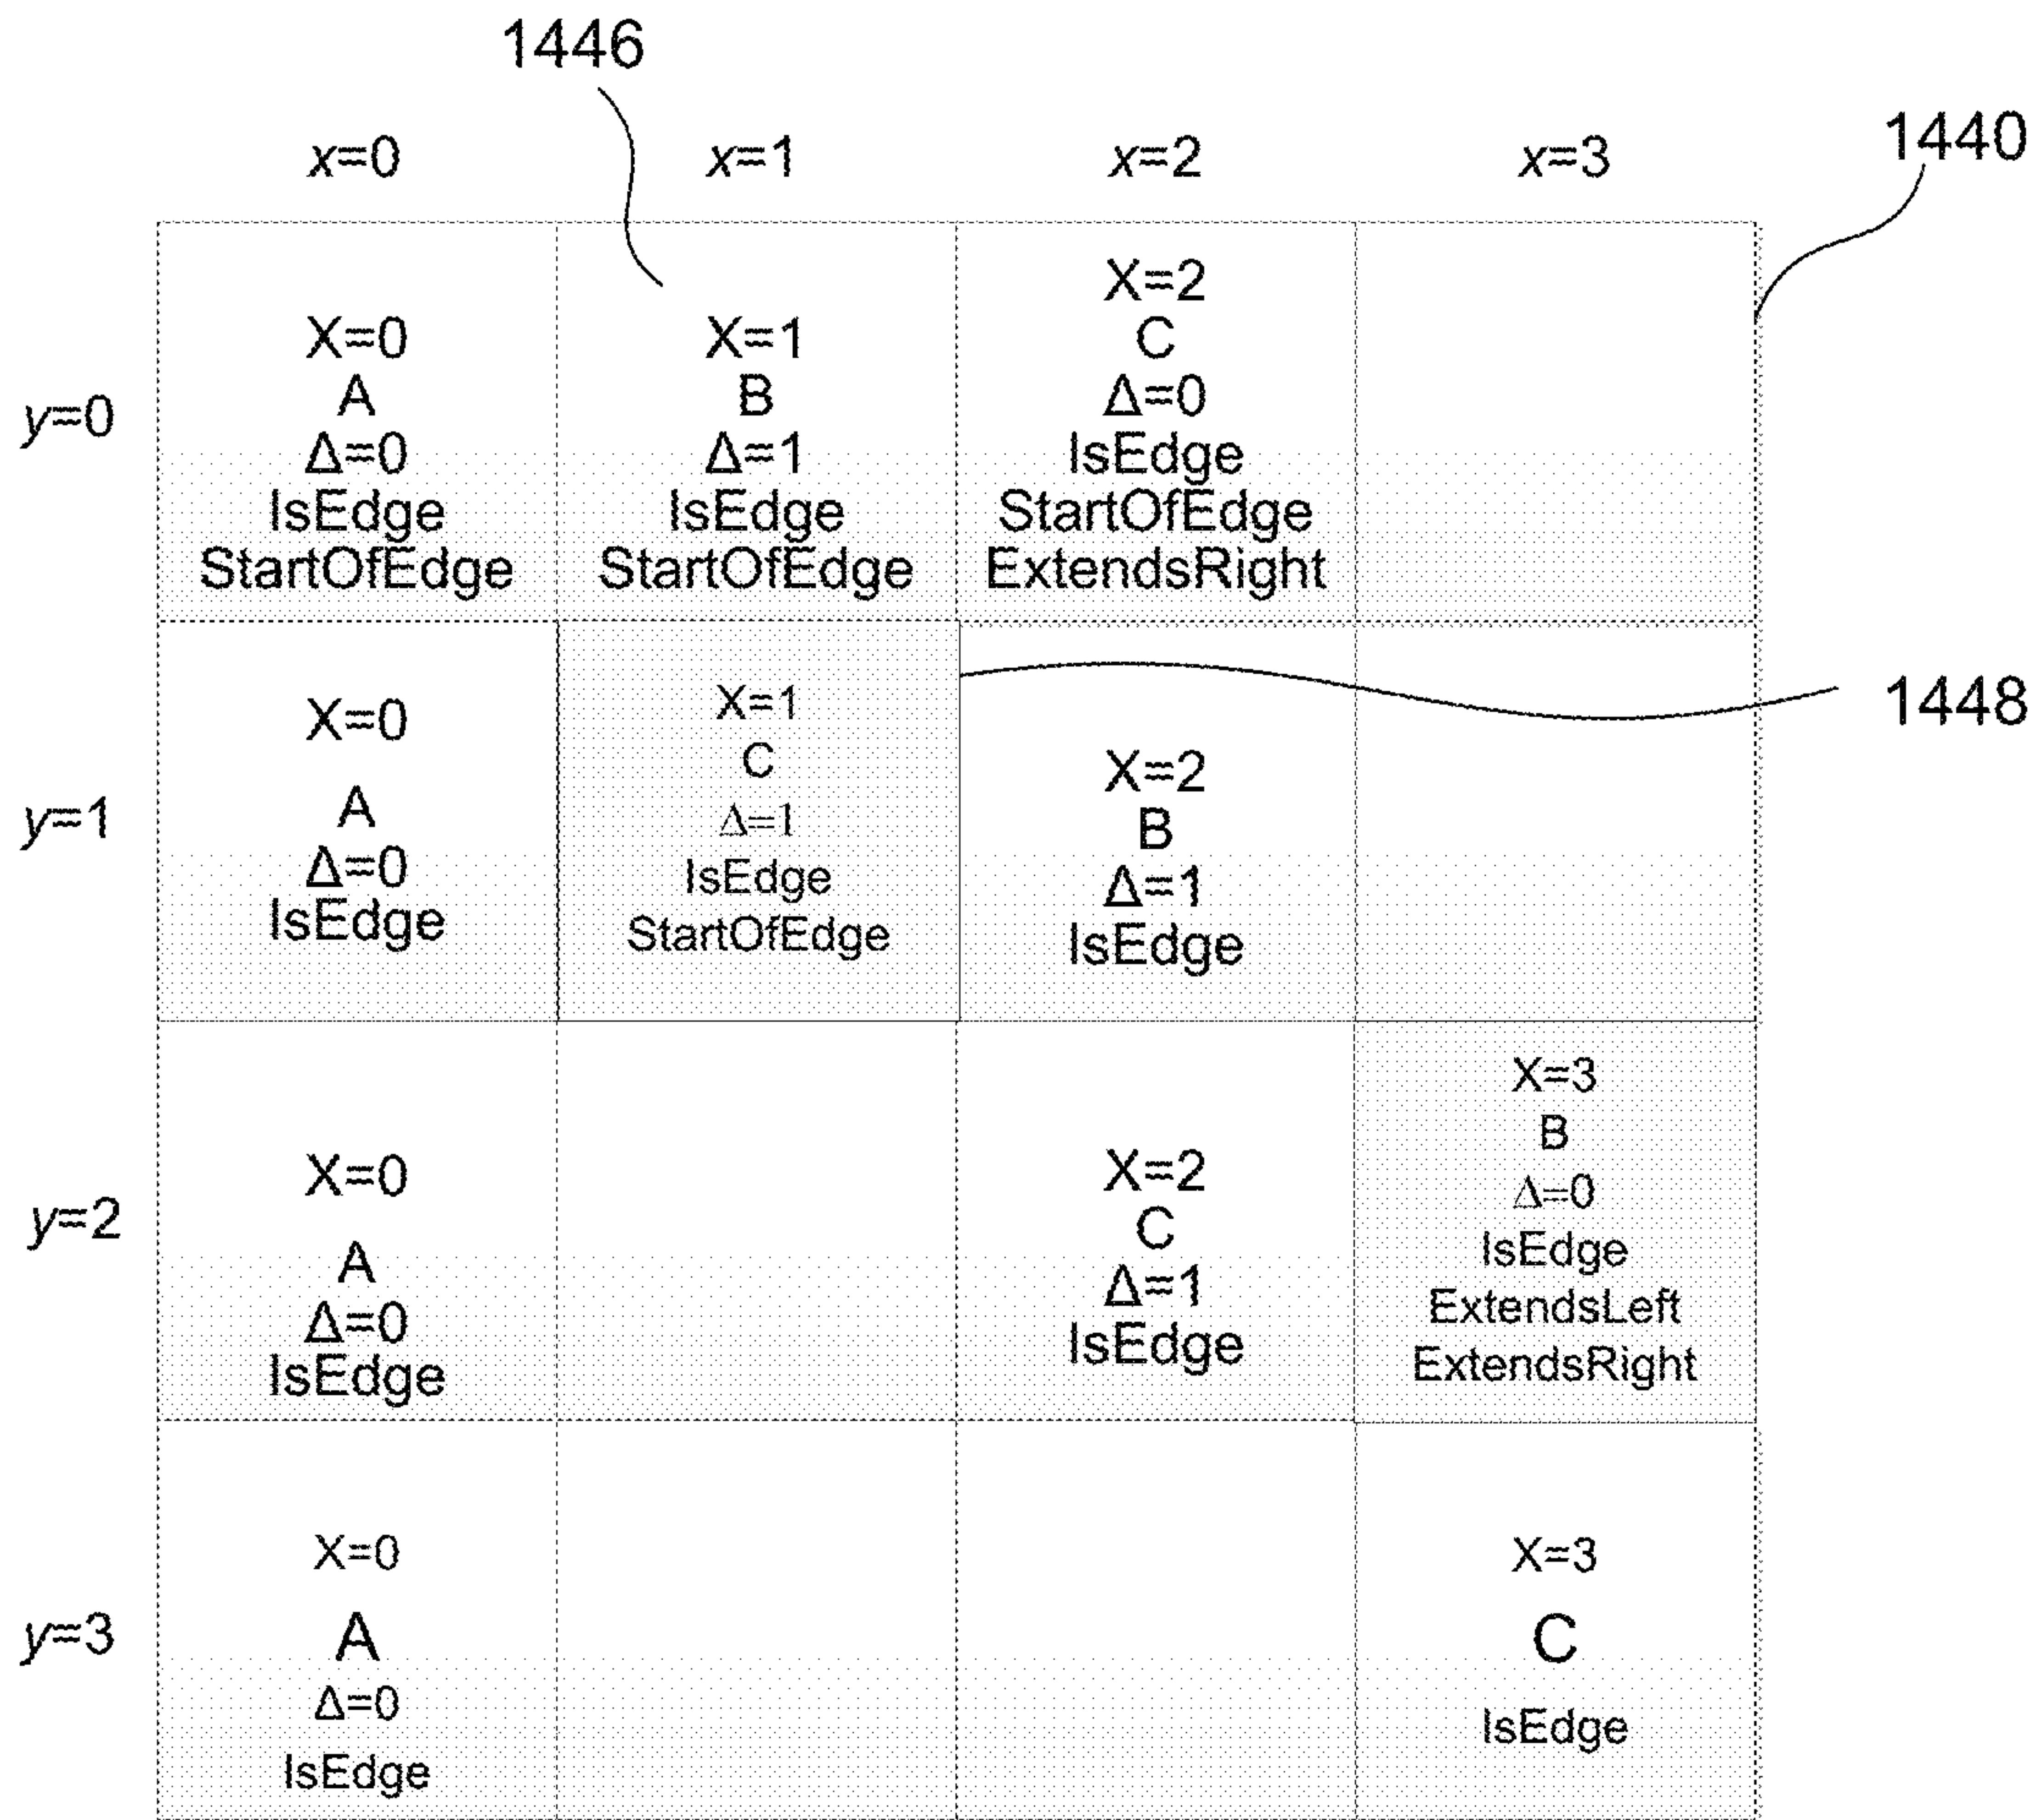 1446
1440
x=0 x=1 x=2 x=3
y=0
X=0
A
Δ=0
IsEdge
StartOfEdge
X=1
B
Δ=1
IsEdge
StartOfEdge
X=2
C
Δ=0
IsEdge
StartOfEdge
ExtendsRight
1448
y=1
X=0
A
Δ=0
IsEdge
X=1
C
Δ=1
IsEdge
StartOfEdge
X=2
B
Δ=1
IsEdge
y=2
X=0
A
Δ=0
IsEdge
X=2
C
Δ=1
IsEdge
X=3
B
Δ=0
IsEdge
ExtendsLeft
ExtendsRight
y=3
X=0
A
Δ=0
IsEdge
X=3
C
IsEdge